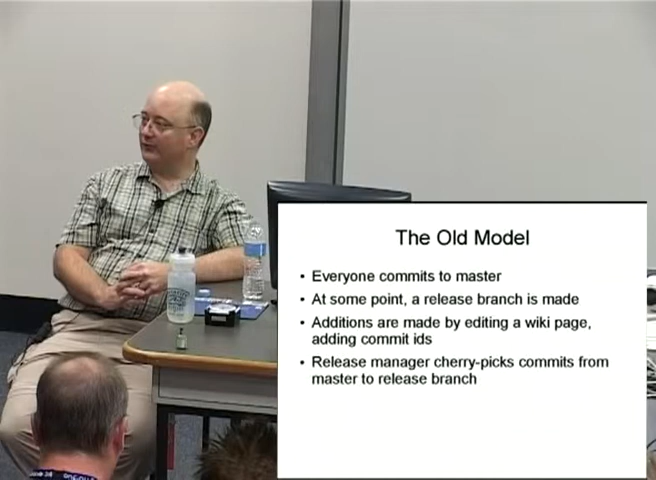 The Old Model
• Everyone commits to master
• At some point, a release branch is made
• Additions are made by editing a wiki page,
adding commit ids
• Release manager cherry-picks commits from
master to release branch